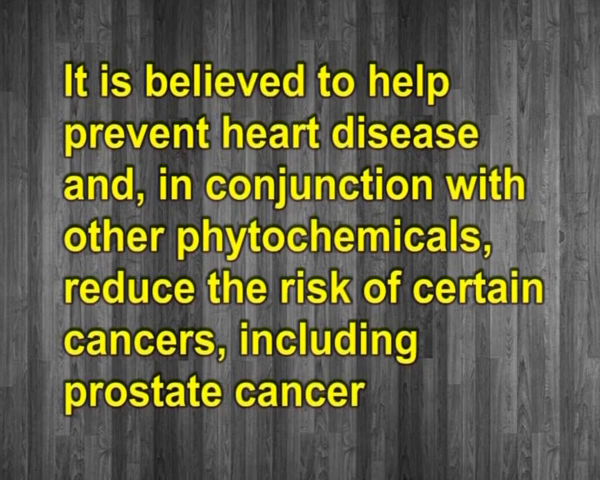 It is believed to help
prevent heart disease
and, in conjunction with
other phytochemicals,
reduce the risk of certain
cancers, including
prostate cancer